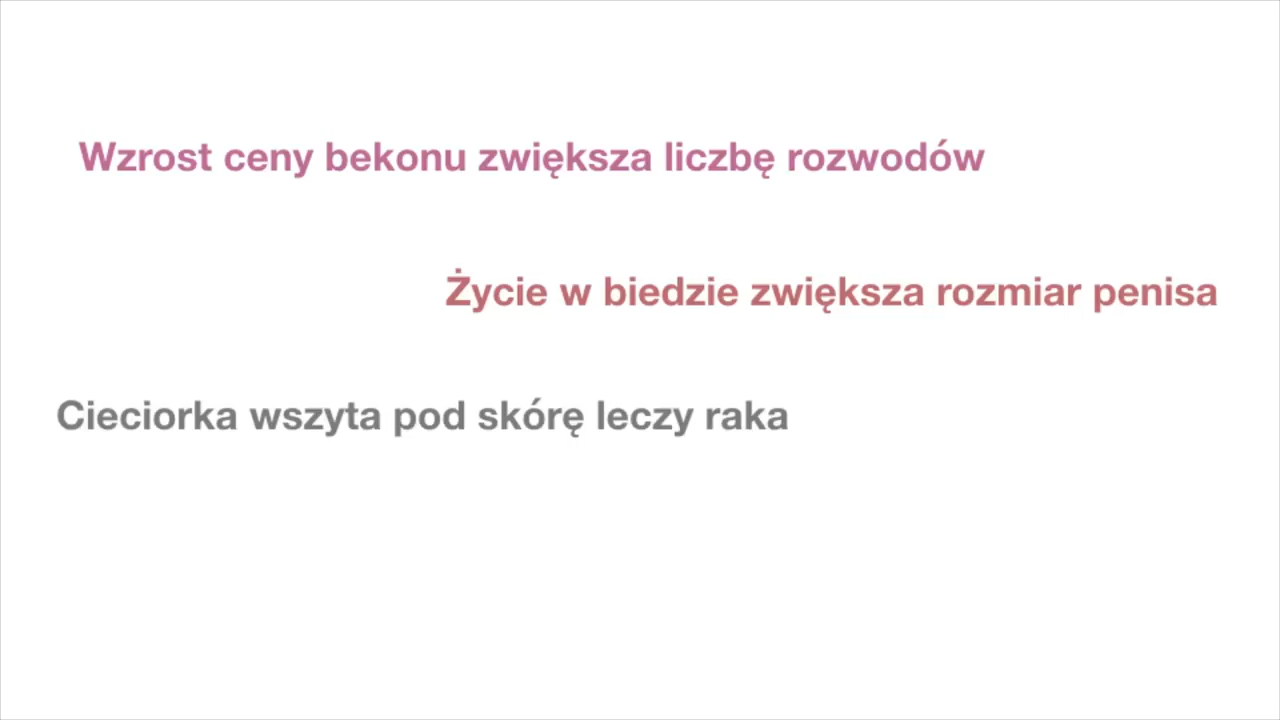 Wzrost ceny bekonu zwiększa liczbę rozwodów
Życie w biedzie zwiększa rozmiar penisa
Cieciorka wszyta pod skórę leczy raka